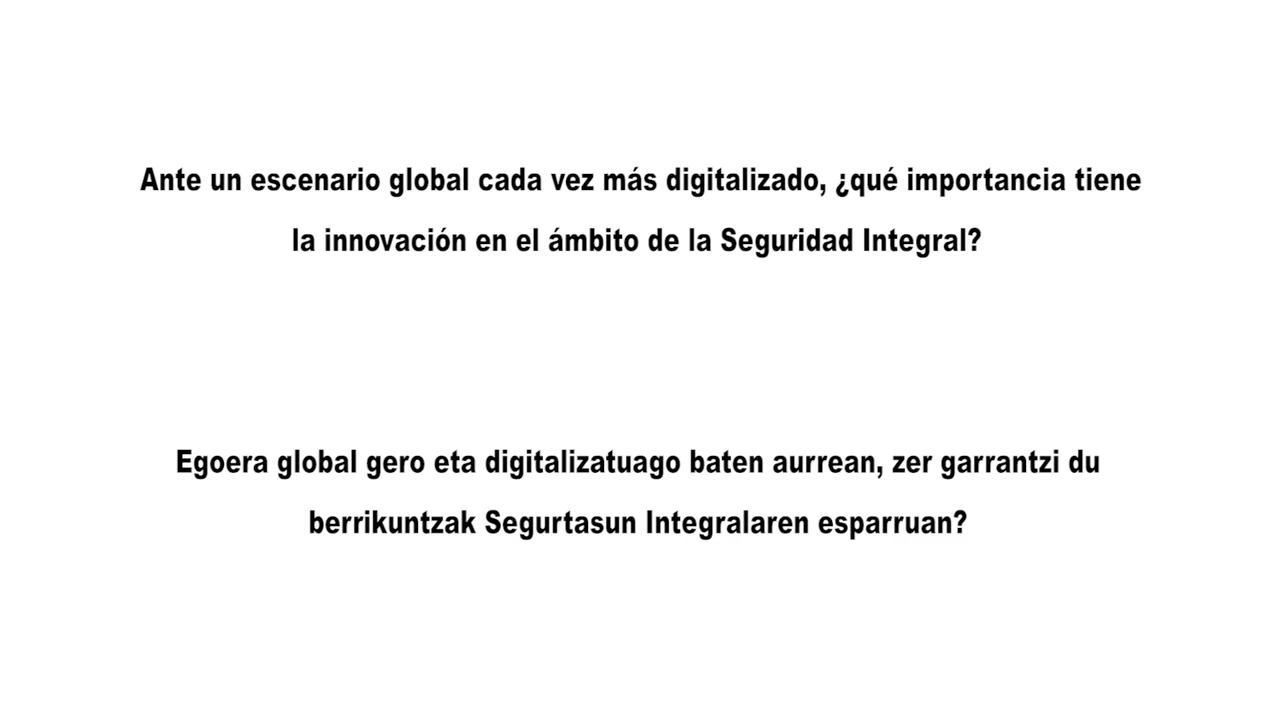 Ante un escenario global cada vez más digitalizado, ¿qué importancia tiene
la innovación en el ámbito de la Seguridad Integral?
Egoera global gero eta digitalizatuago baten aurrean, zer garrantzi du
berrikuntzak Segurtasun Integralaren esparruan?